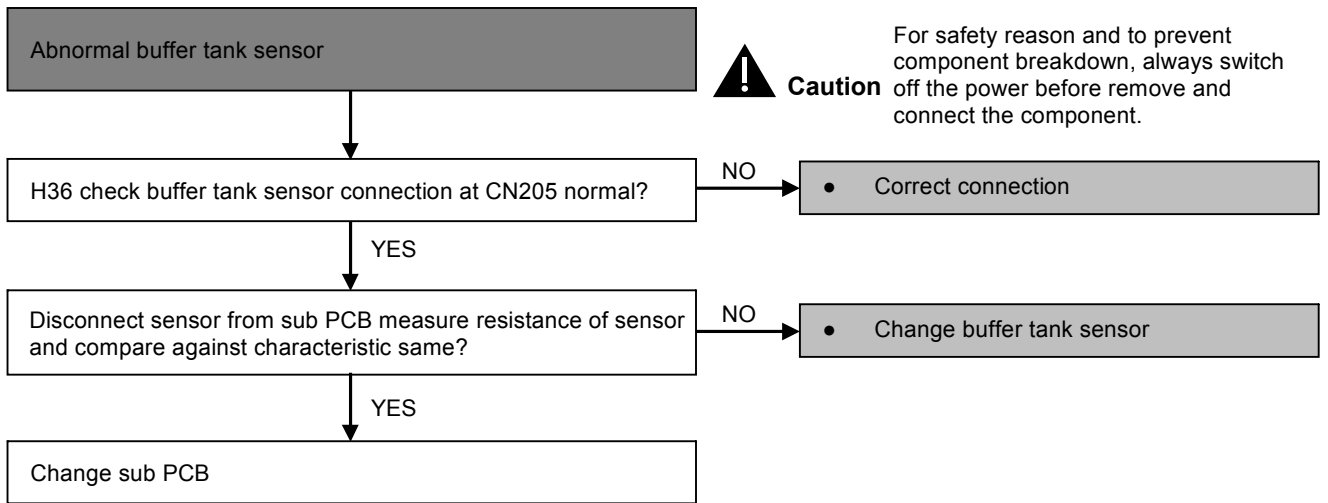 Abnormal buffer tank sensor
Caution
For safety reason and to prevent
component breakdown, always switch
off the power before remove and
connect the component.
H36 check buffer tank sensor connection at CN205 normal?
NO
● Correct connection
YES
Disconnect sensor from sub PCB measure resistance of sensor
and compare against characteristic same?
NO
● Change buffer tank sensor
YES
Change sub PCB